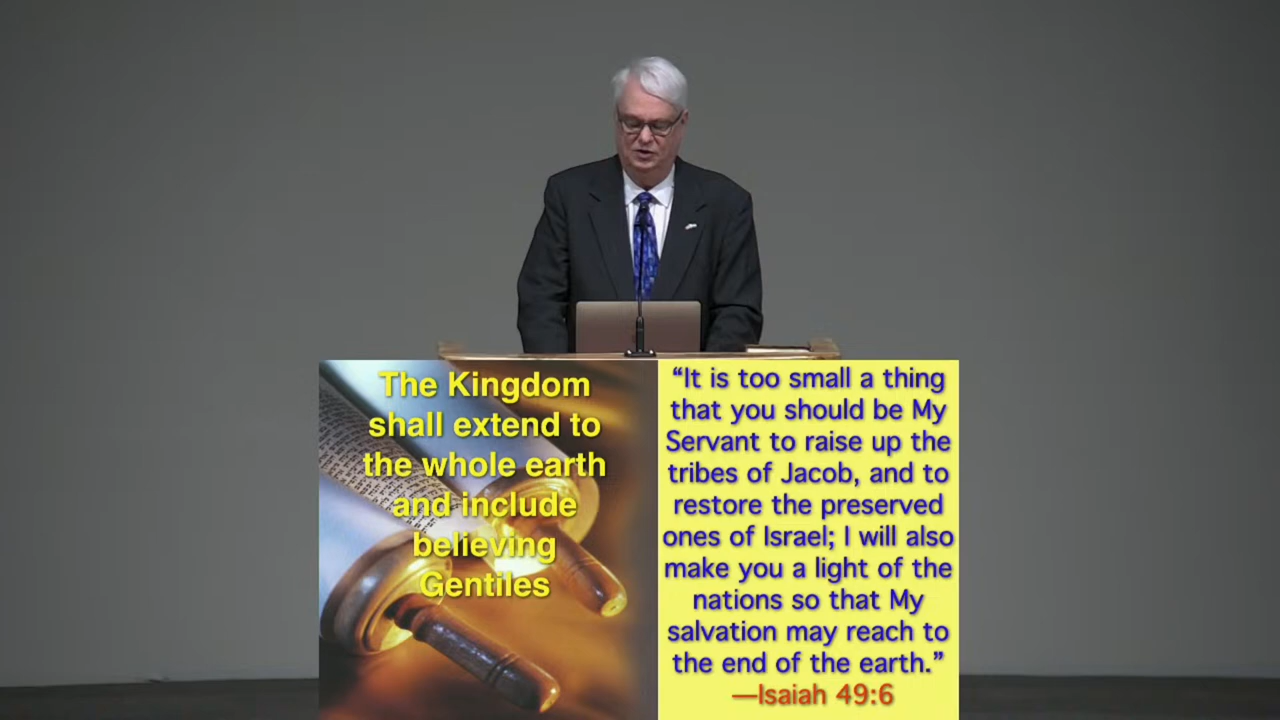 The Kingdom
shall extend to
the whole earth
and include
believing
Gentiles
“It is too small a thing
that you should be My
Servant to raise up the
tribes of Jacob, and to
restore the preserved
ones of Israel; I will also
make you a light of the
nations so that My
salvation may reach to
the end of the earth.”
—Isaiah 49:6